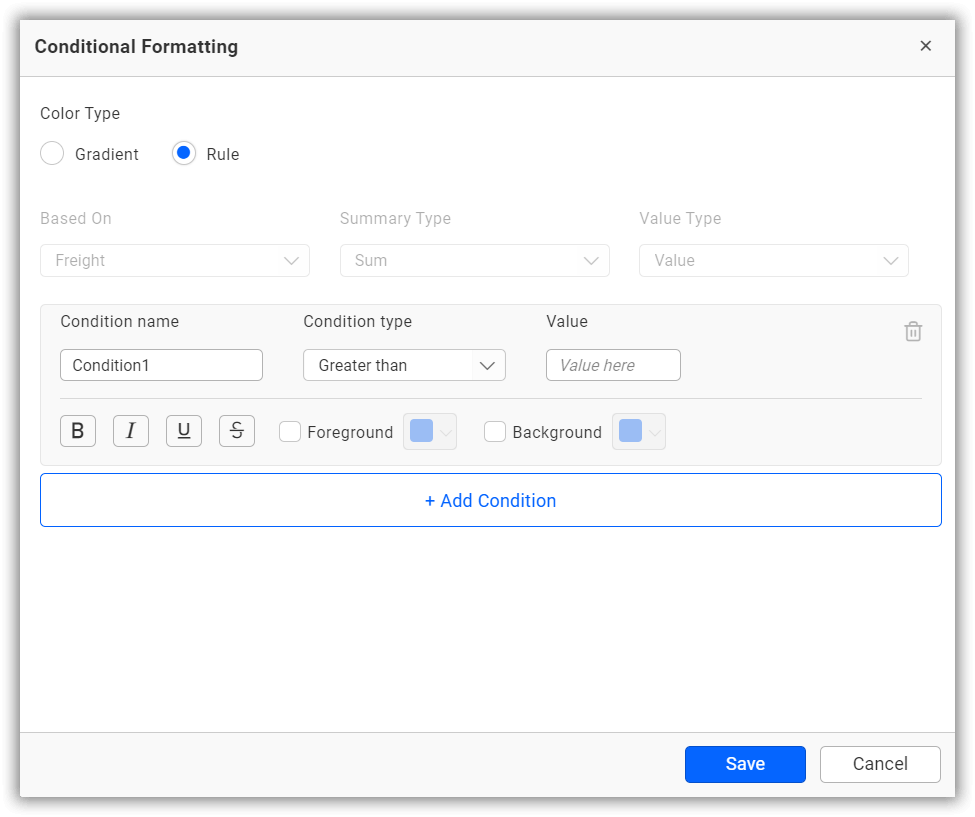 Conditional Formatting ×
Color Type
Gradient Rule
Based On Summary Type Value Type
Freight Sum Value
Condition name Condition type Value
Condition1 Greater than Value here
B I U S Foreground Background
+ Add Condition
Save Cancel